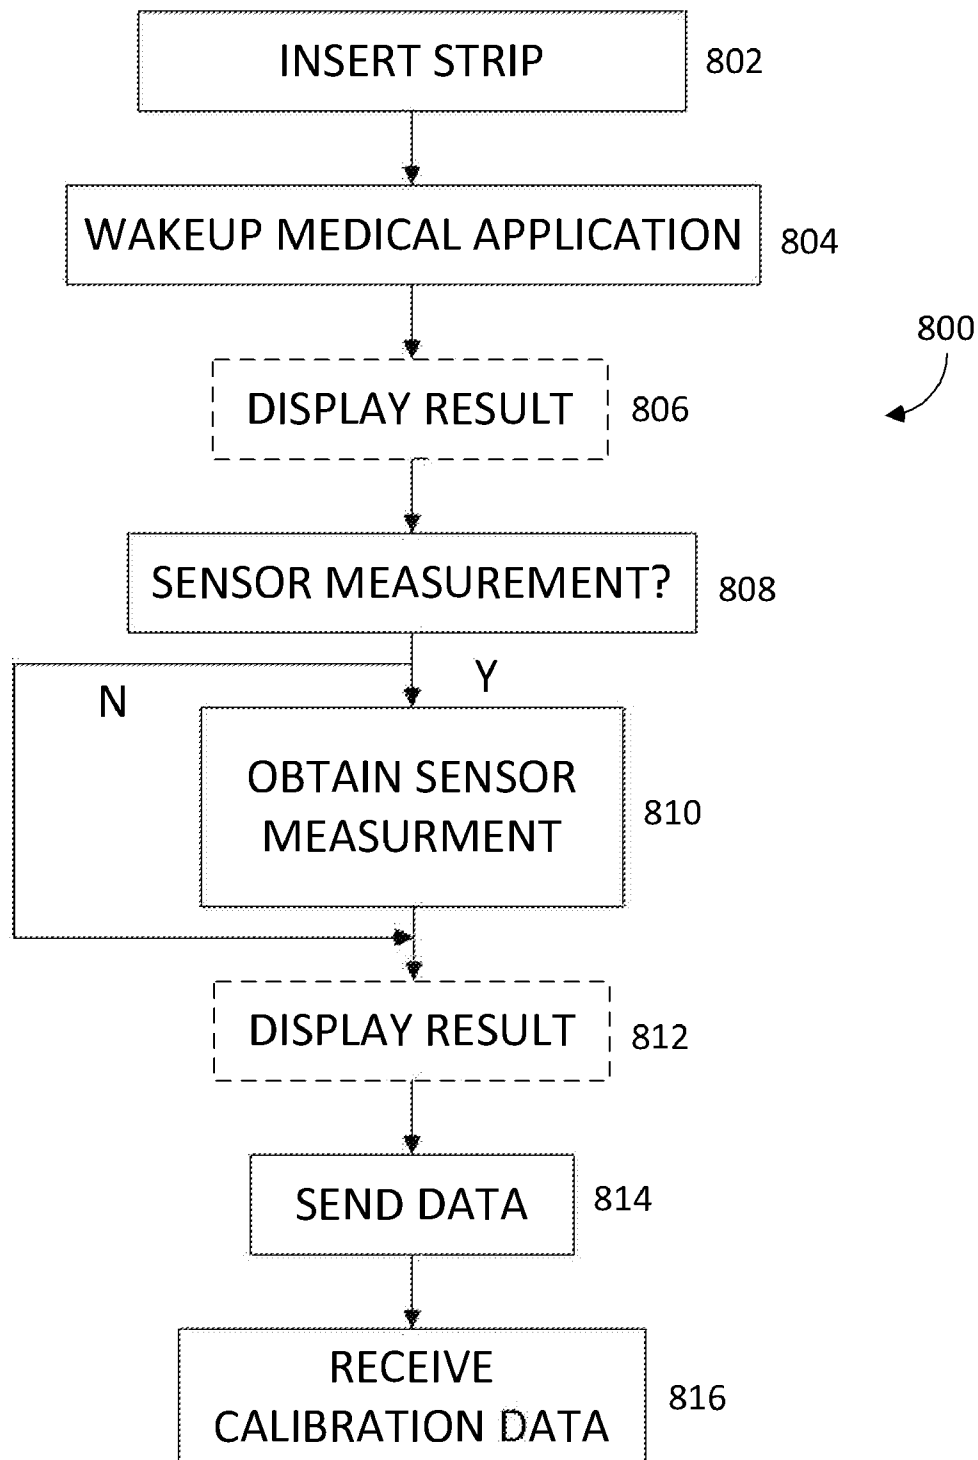 INSERT STRIP
802
WAKEUP MEDICAL APPLICATION
804
800
DISPLAY RESULT
806
SENSOR MEASUREMENT?
808
N
Y
OBTAIN SENSOR
MEASURMENT
810
DISPLAY RESULT
812
SEND DATA
814
RECEIVE
CALIBRATION DATA
816